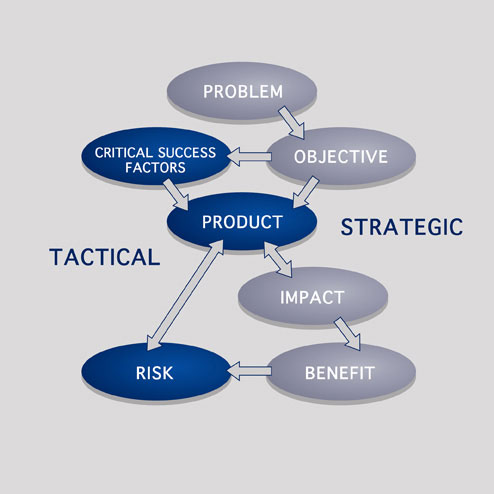 PROBLEM
CRITICAL SUCCESS
FACTORS
OBJECTIVE
PRODUCT
STRATEGIC
TACTICAL
IMPACT
RISK
BENEFIT